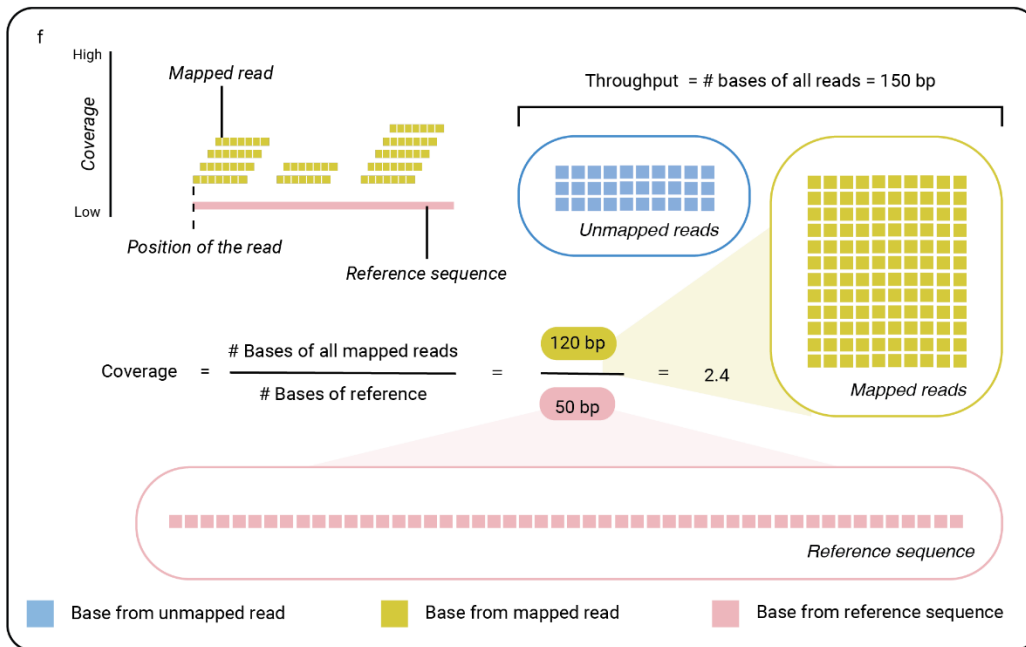 f
High
Coverage
Low
Mapped read
Position of the read
Reference sequence
Throughput = # bases of all reads = 150 bp
Unmapped reads
Mapped reads
Coverage = # Bases of all mapped reads = 120 bp = 2.4
# Bases of reference 50 bp
Reference sequence
Base from unmapped read
Base from mapped read
Base from reference sequence